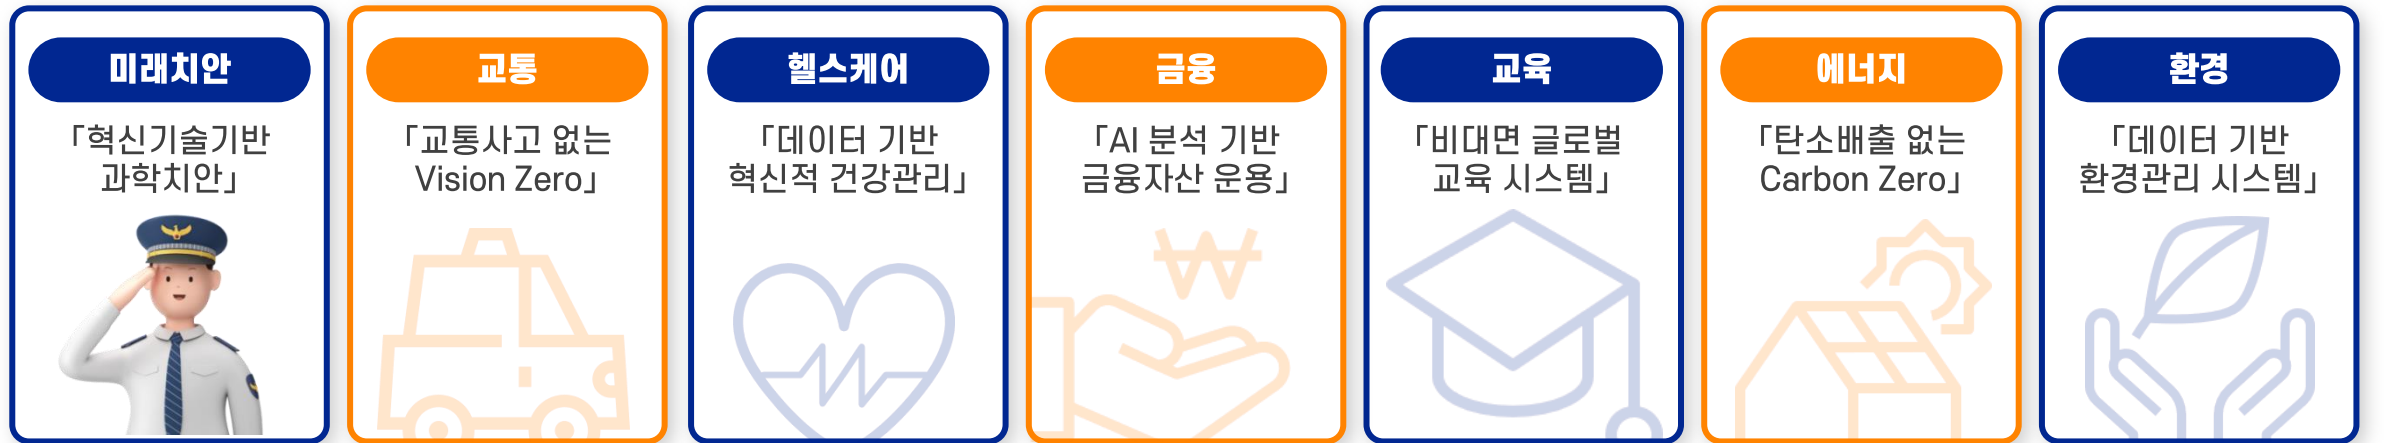 미래치안
「혁신기술기반
과학치안」
교통
「교통사고 없는
Vision Zero」
헬스케어
「데이터 기반
혁신적 건강관리」
금융
「AI 분석 기반
금융자산 운용」
교육
「비대면 글로벌
교육 시스템」
에너지
「탄소배출 없는
Carbon Zero」
환경
「데이터 기반
환경관리 시스템」